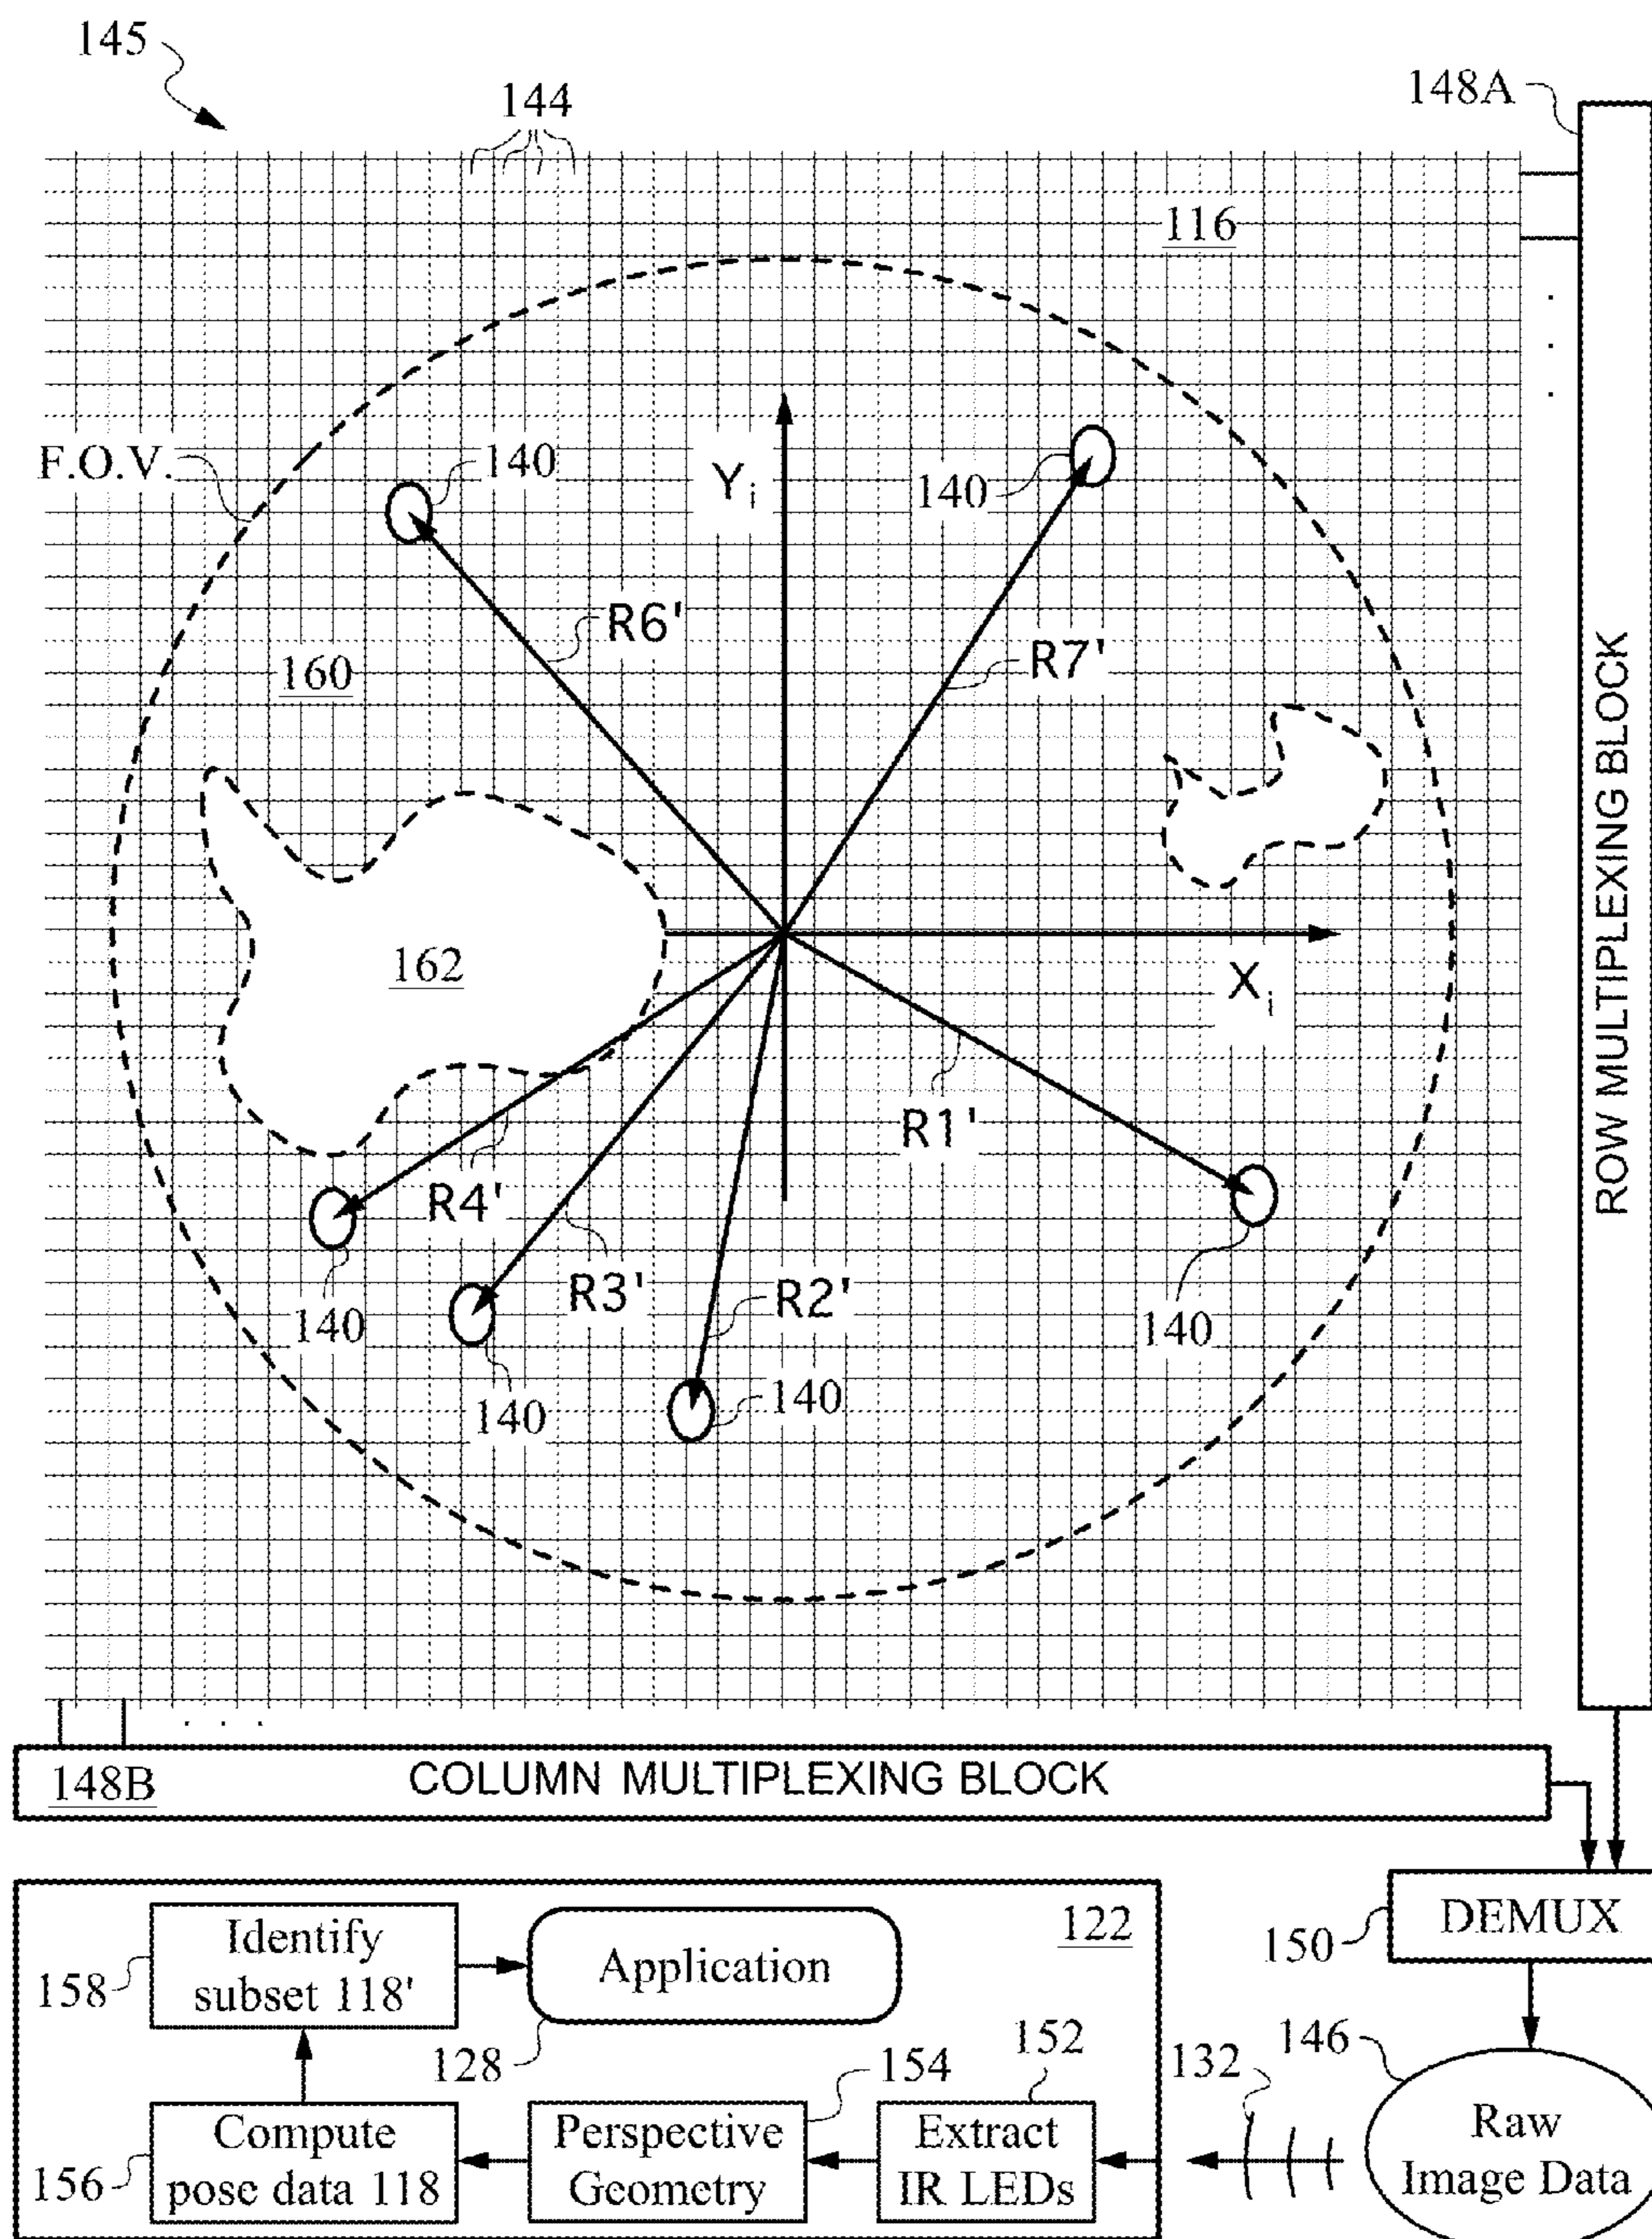 145
144
148A
116
F.O.V.
140
Yi
140
R6'
R7'
160
ROW MULTIPLEXING BLOCK
162
Xi
R1'
R4'
R3'
R2'
140
140
140
140
148B
COLUMN MULTIPLEXING BLOCK
122
DEMUX
150
Identify
subset 118'
158
Application
128
154
152
132
146
Compute
pose data 118
156
Perspective
Geometry
Extract
IR LEDs
Raw
Image Data